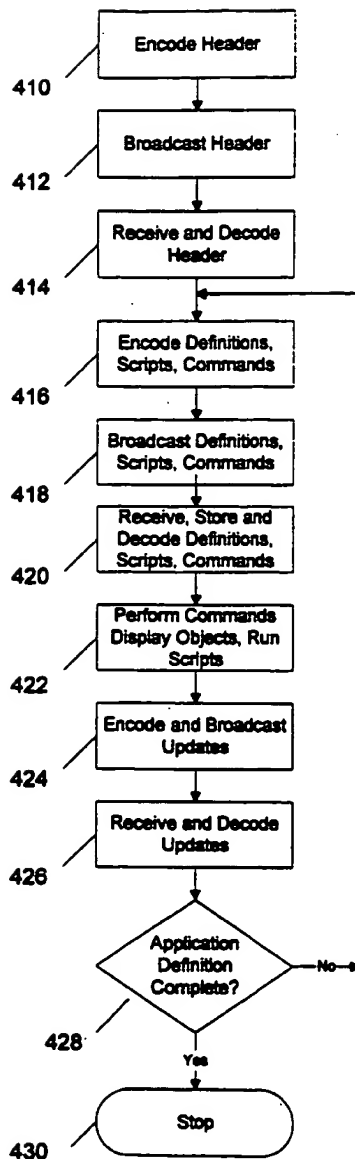 Encode Header
410
Broadcast Header
412
Receive and Decode
Header
414
Encode Definitions,
Scripts, Commands
416
Broadcast Definitions,
Scripts, Commands
418
Receive, Store and
Decode Definitions,
Scripts, Commands
420
Perform Commands
Display Objects, Run
Scripts
422
Encode and Broadcast
Updates
424
Receive and Decode
Updates
426
Application
Definition
Complete?
No
428
Yes
Stop
430